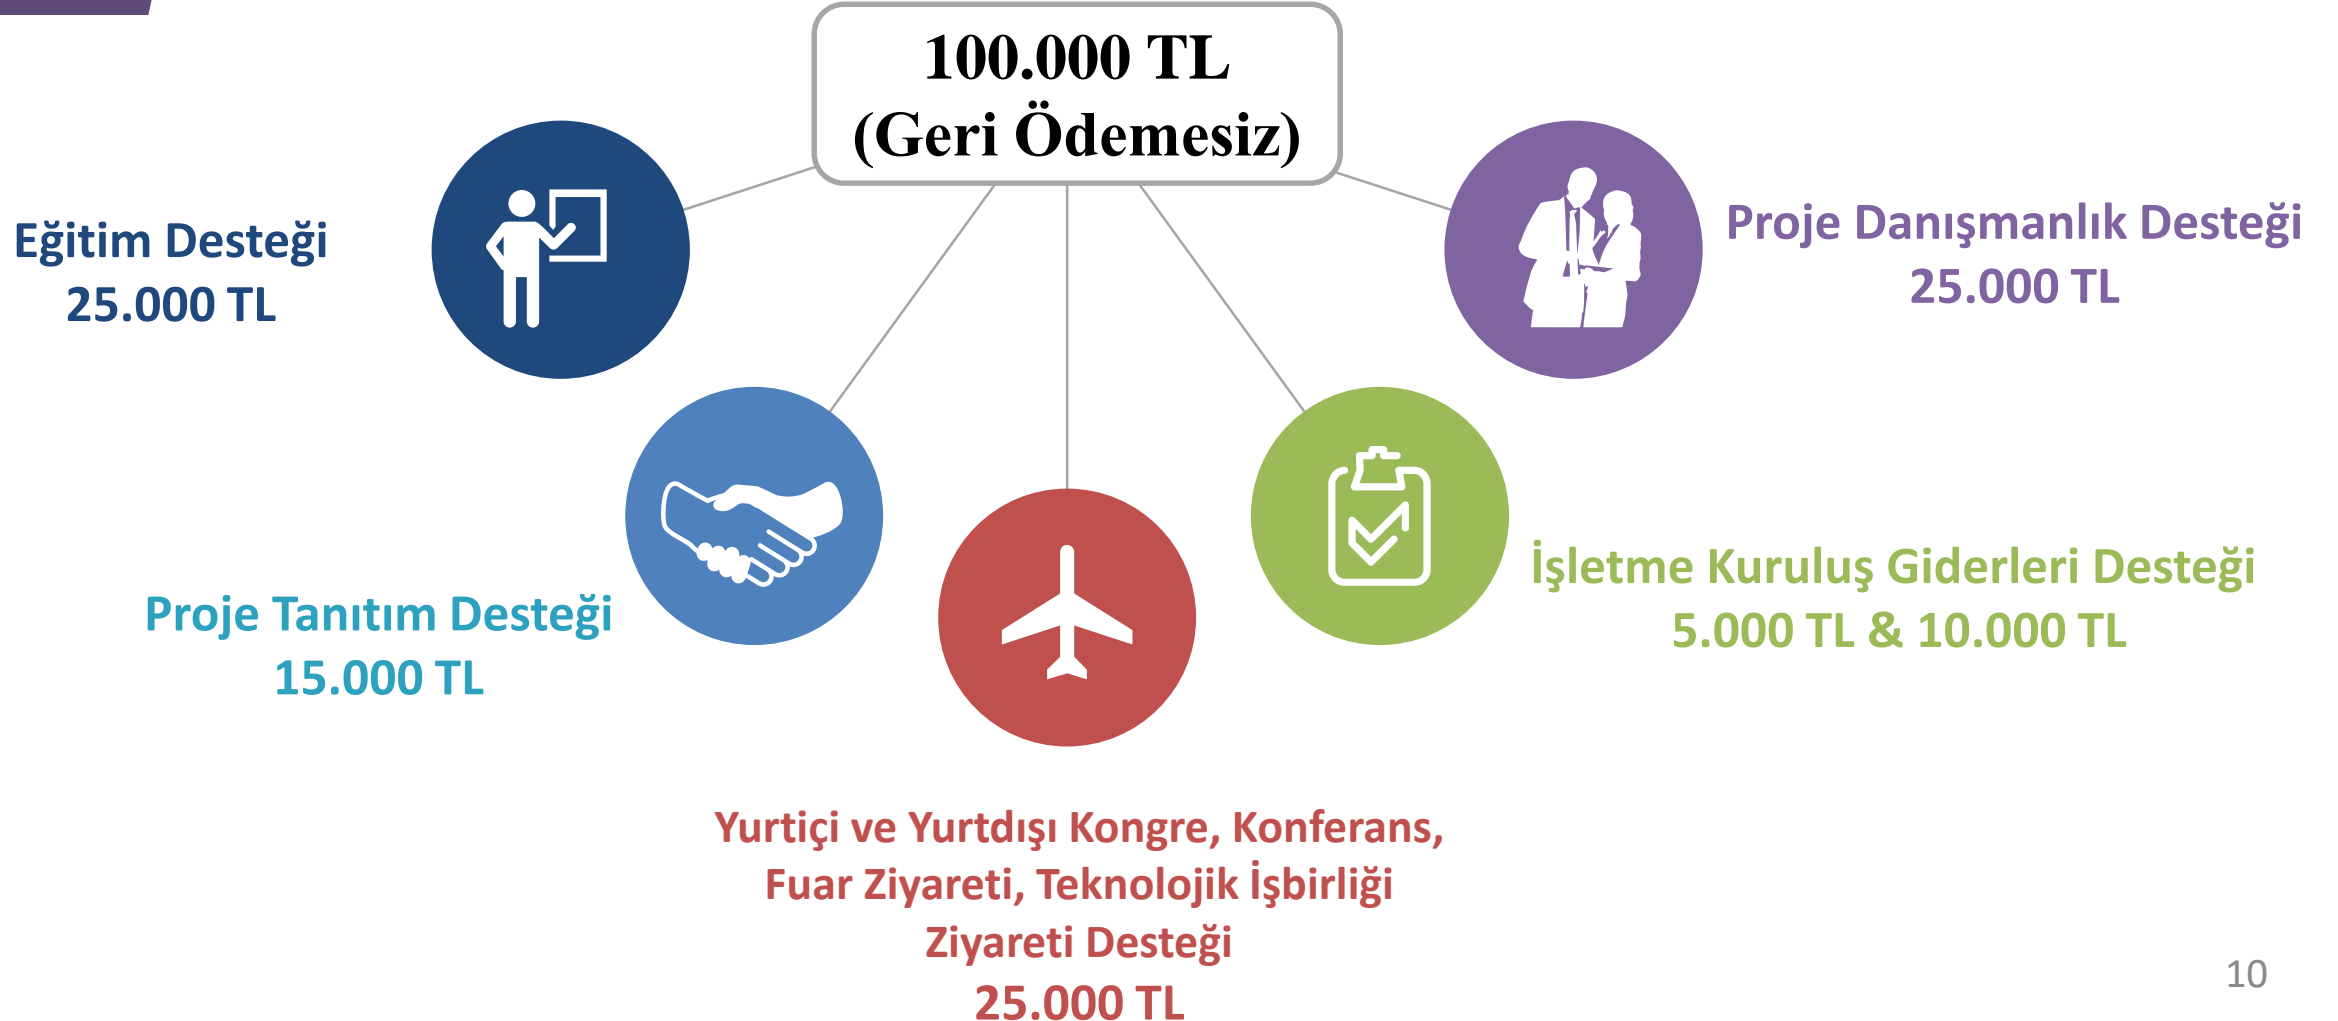 100.000 TL
(Geri Ödemesiz)
Eğitim Desteği
25.000 TL
Proje Danışmanlık Desteği
25.000 TL
Proje Tanıtım Desteği
15.000 TL
İşletme Kuruluş Giderleri Desteği
5.000 TL & 10.000 TL
Yurtiçi ve Yurtdışı Kongre, Konferans,
Fuar Ziyareti, Teknolojik İşbirliği
Ziyareti Desteği
25.000 TL
10